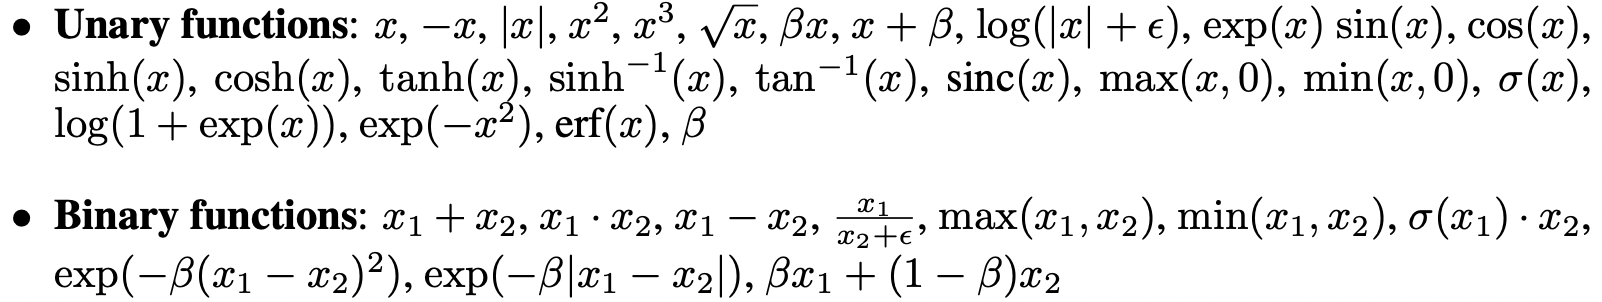 • Unary functions: x, −x, |x|, x², x³, √x, βx, x + β, log(|x| + ϵ), exp(x) sin(x), cos(x),
sinh(x), cosh(x), tanh(x), sinh⁻¹(x), tan⁻¹(x), sinc(x), max(x, 0), min(x, 0), σ(x),
log(1 + exp(x)), exp(−x²), erf(x), β
• Binary functions: x₁ + x₂, x₁ · x₂, x₁ − x₂, x₁/(x₂+ϵ), max(x₁, x₂), min(x₁, x₂), σ(x₁) · x₂,
exp(−β(x₁ − x₂)²), exp(−β|x₁ − x₂|), βx₁ + (1 − β)x₂